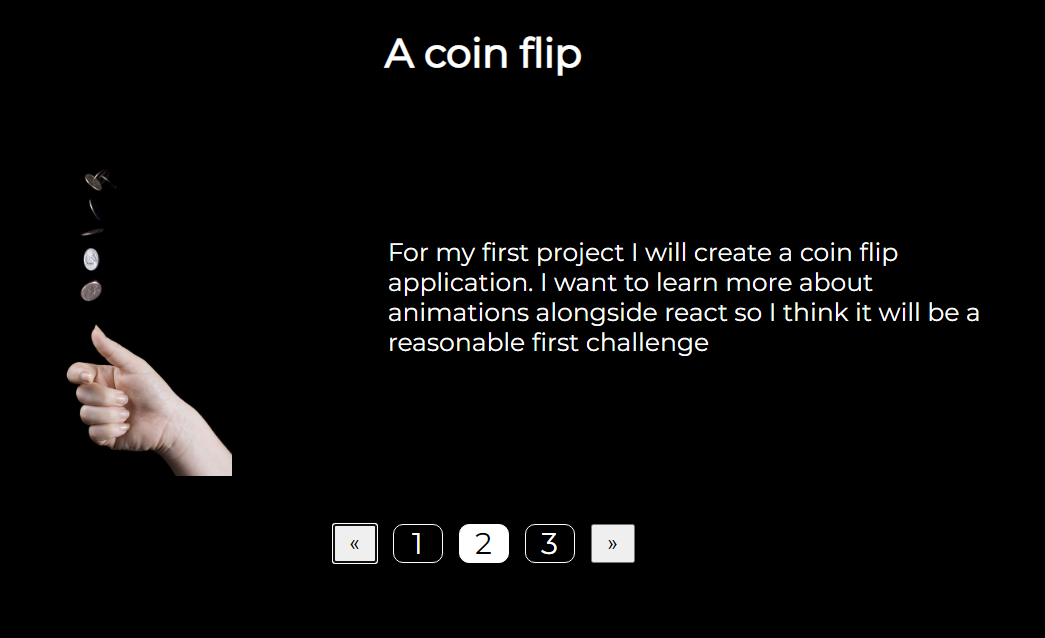 A coin flip
For my first project I will create a coin flip
application. I want to learn more about
animations alongside react so I think it will be a
reasonable first challenge
« 1 2 3 »